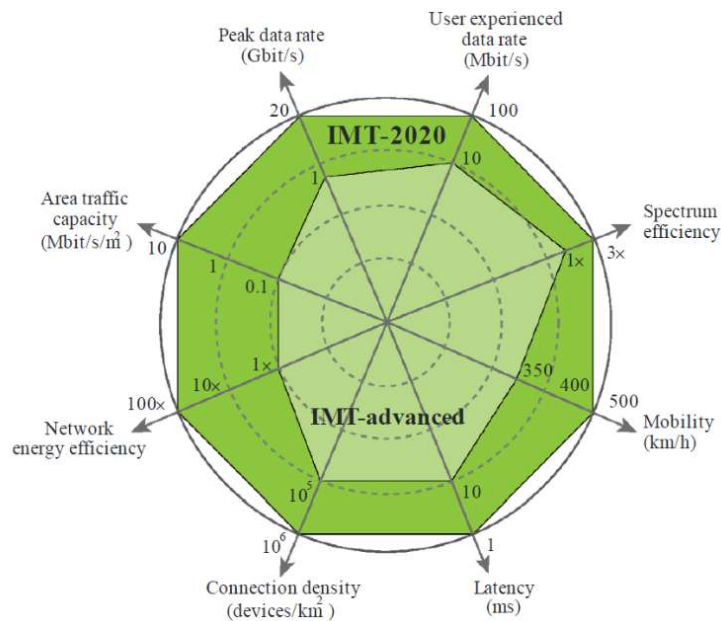 Peak data rate
(Gbit/s)
User experienced
data rate
(Mbit/s)
20
100
IMT-2020
1
10
Area traffic
capacity
(Mbit/s/m²)
Spectrum
efficiency
10
1
0.1
1×
3×
1×
350
400
500
10×
100×
Network
energy efficiency
Mobility
(km/h)
IMT-advanced
10⁵
10
10⁶
1
Connection density
(devices/km²)
Latency
(ms)